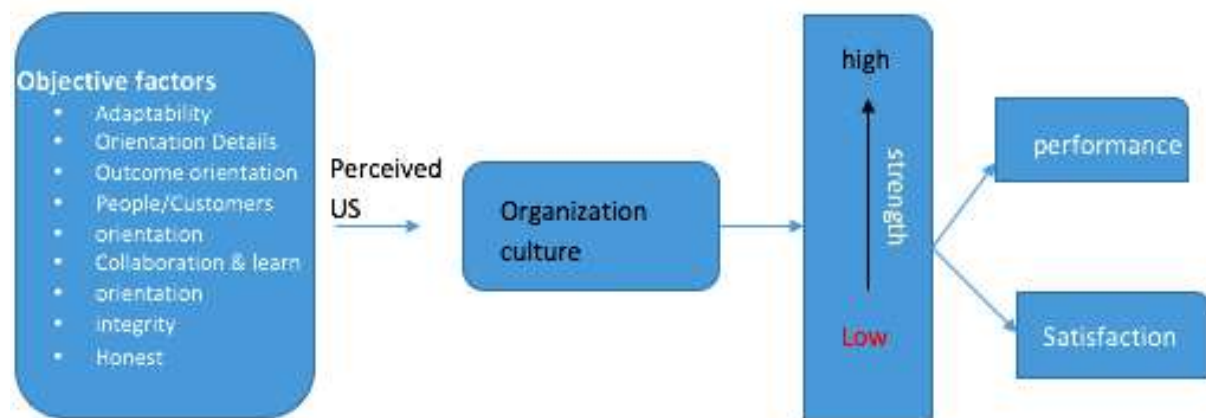 Objective factors
• Adaptability
• Orientation Details
• Outcome orientation
• People/Customers
• orientation
• Collaboration & learn
• orientation
• integrity
• Honest
Perceived
US
Organization
culture
high
strength
Low
performance
Satisfaction